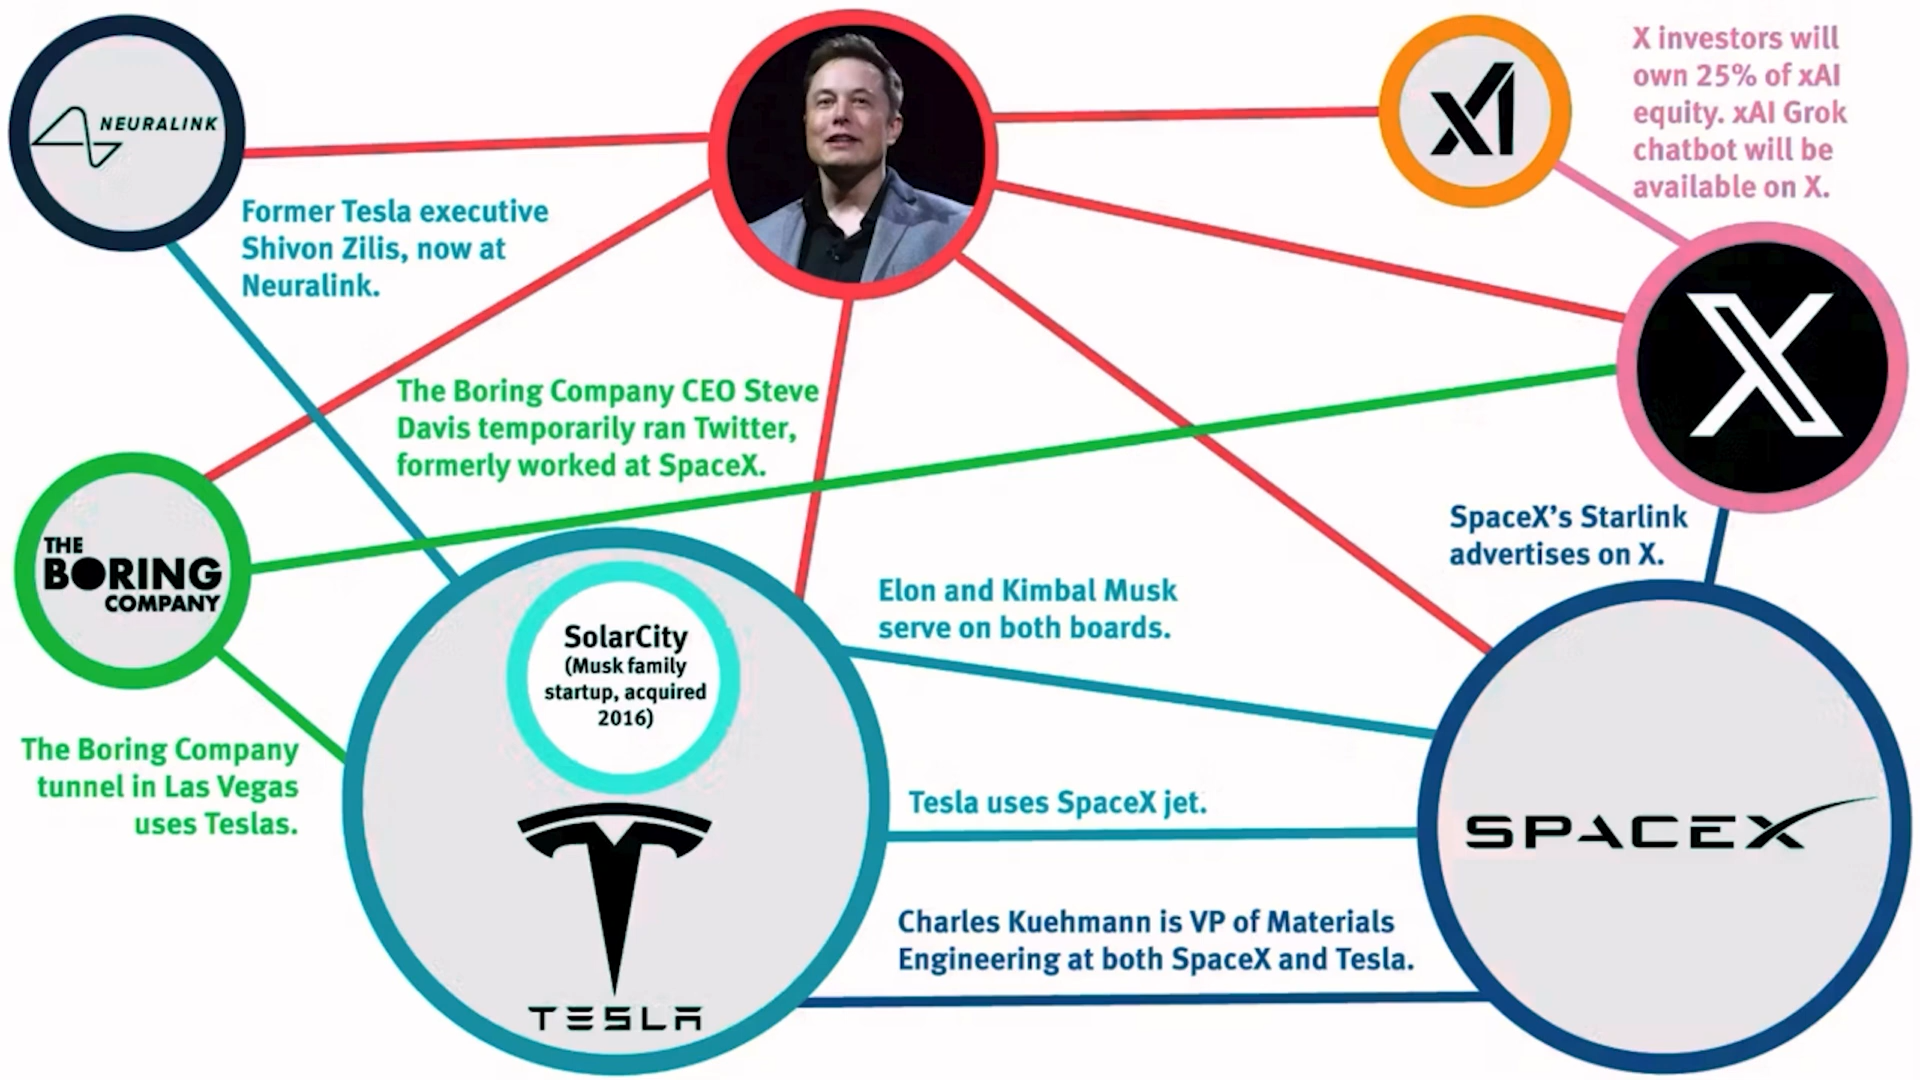 NEURALINK
X investors will
own 25% of xAI
equity. xAI Grok
chatbot will be
available on X.
Former Tesla executive
Shivon Zilis, now at
Neuralink.
The Boring Company CEO Steve
Davis temporarily ran Twitter,
formerly worked at SpaceX.
X
SpaceX's Starlink
advertises on X.
THE
BORING
COMPANY
SolarCity
(Musk family
startup, acquired
2016)
Elon and Kimbal Musk
serve on both boards.
The Boring Company
tunnel in Las Vegas
uses Teslas.
Tesla uses SpaceX jet.
SPACEX
Charles Kuehmann is VP of Materials
Engineering at both SpaceX and Tesla.
TESLA